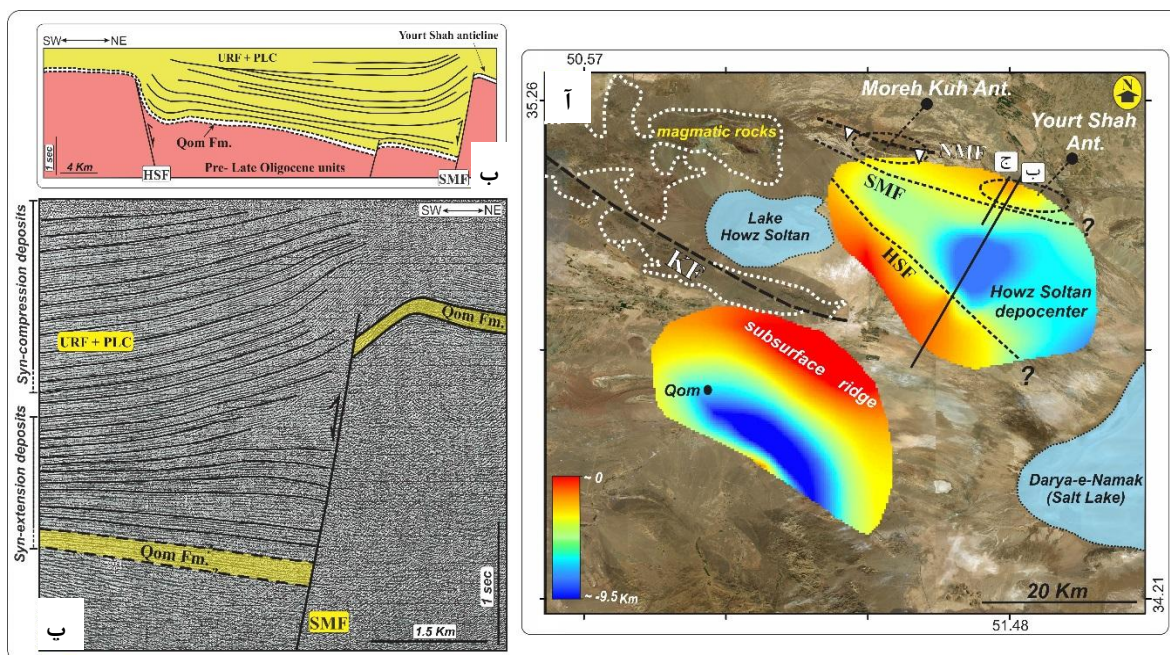 SW NE
Yourt Shah anticline
URF + PLC
Qom Fm.
1 sec
4 Km
HSF
Pre- Late Oligocene units
SMF
ب
SW NE
Syn-compression deposits
Syn-extension deposits
URF + PLC
Qom Fm.
Qom Fm.
SMF
1 sec
1.5 Km
پ
50.57
35.26
آ
Moreh Kuh Ant.
N
Yourt Shah
Ant.
magmatic rocks
NMF
ج
ب
SMF
?
Lake
Howz Soltan
KF
HSF
Howz Soltan
depocenter
?
subsurface ridge
Qom
Darya-e-Namak
(Salt Lake)
~ 0
~ -9.5 Km
20 Km
34.21
51.48